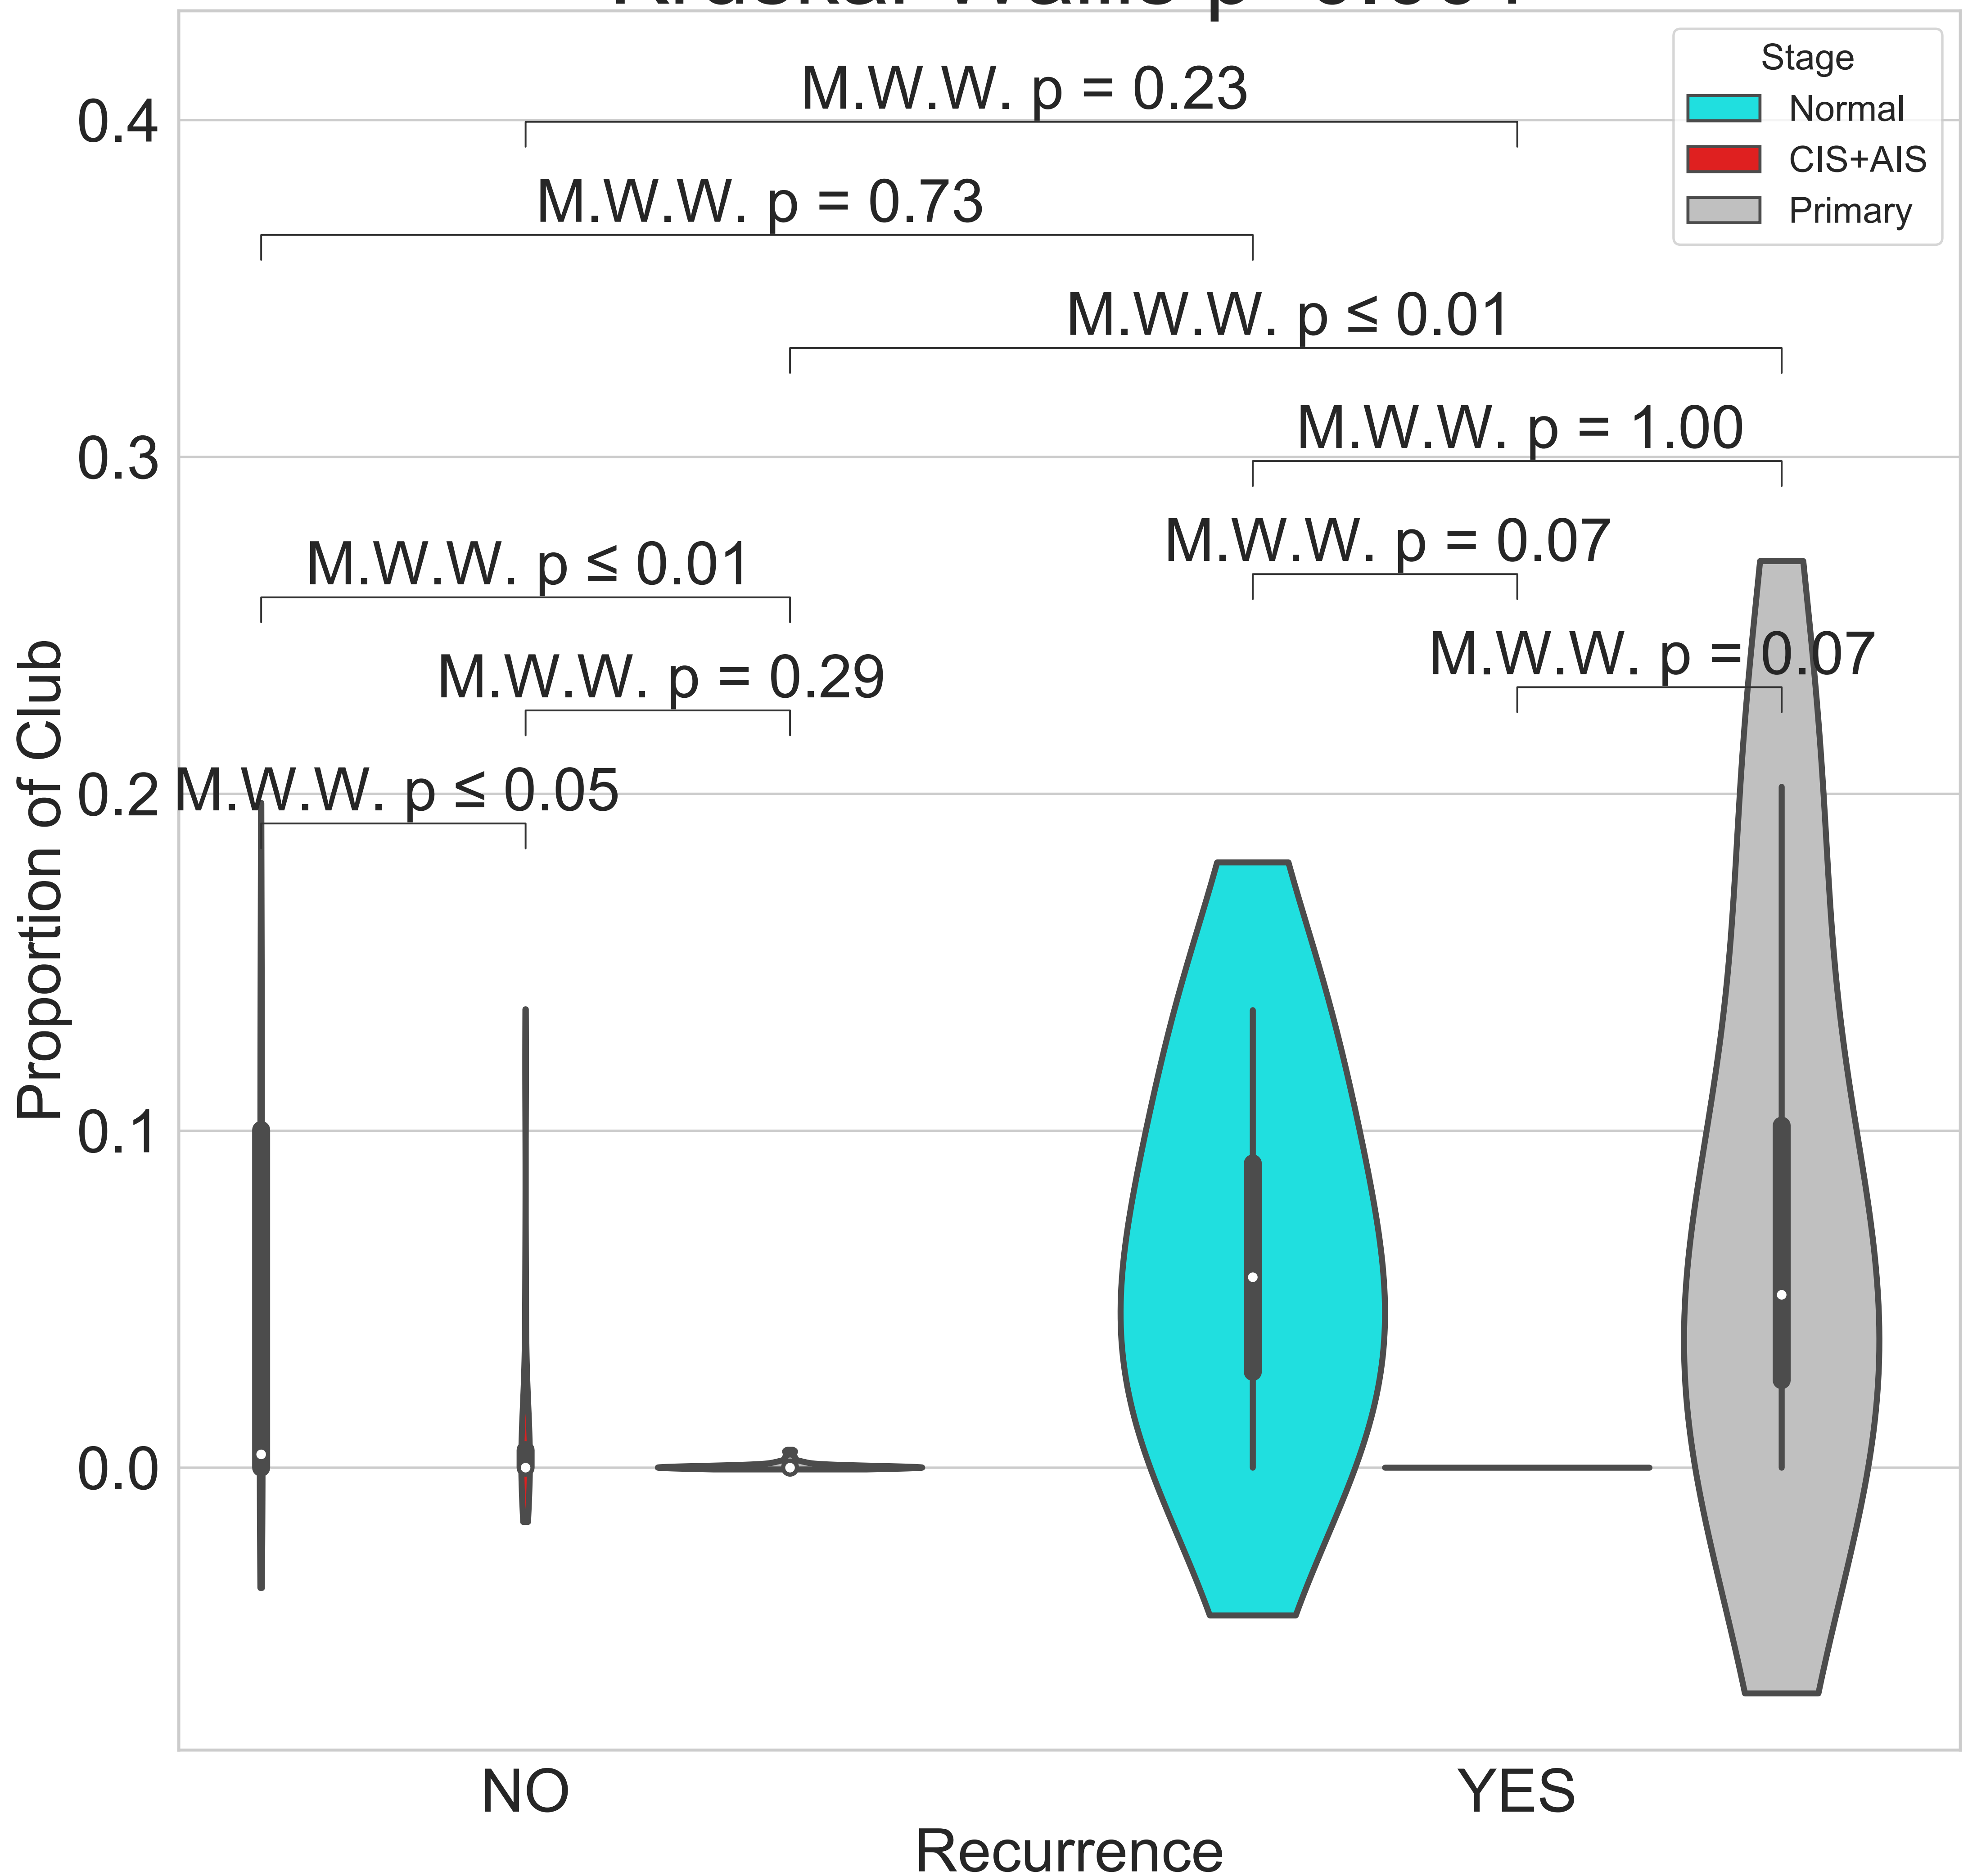 Stage
Normal
CIS+AIS
Primary
M.W.W. p = 0.23
M.W.W. p = 0.73
M.W.W. p ≤ 0.01
M.W.W. p = 1.00
M.W.W. p = 0.07
M.W.W. p = 0.07
M.W.W. p ≤ 0.01
M.W.W. p = 0.29
M.W.W. p ≤ 0.05
0.4
0.3
0.2
0.1
0.0
Proportion of Club
NO
YES
Recurrence